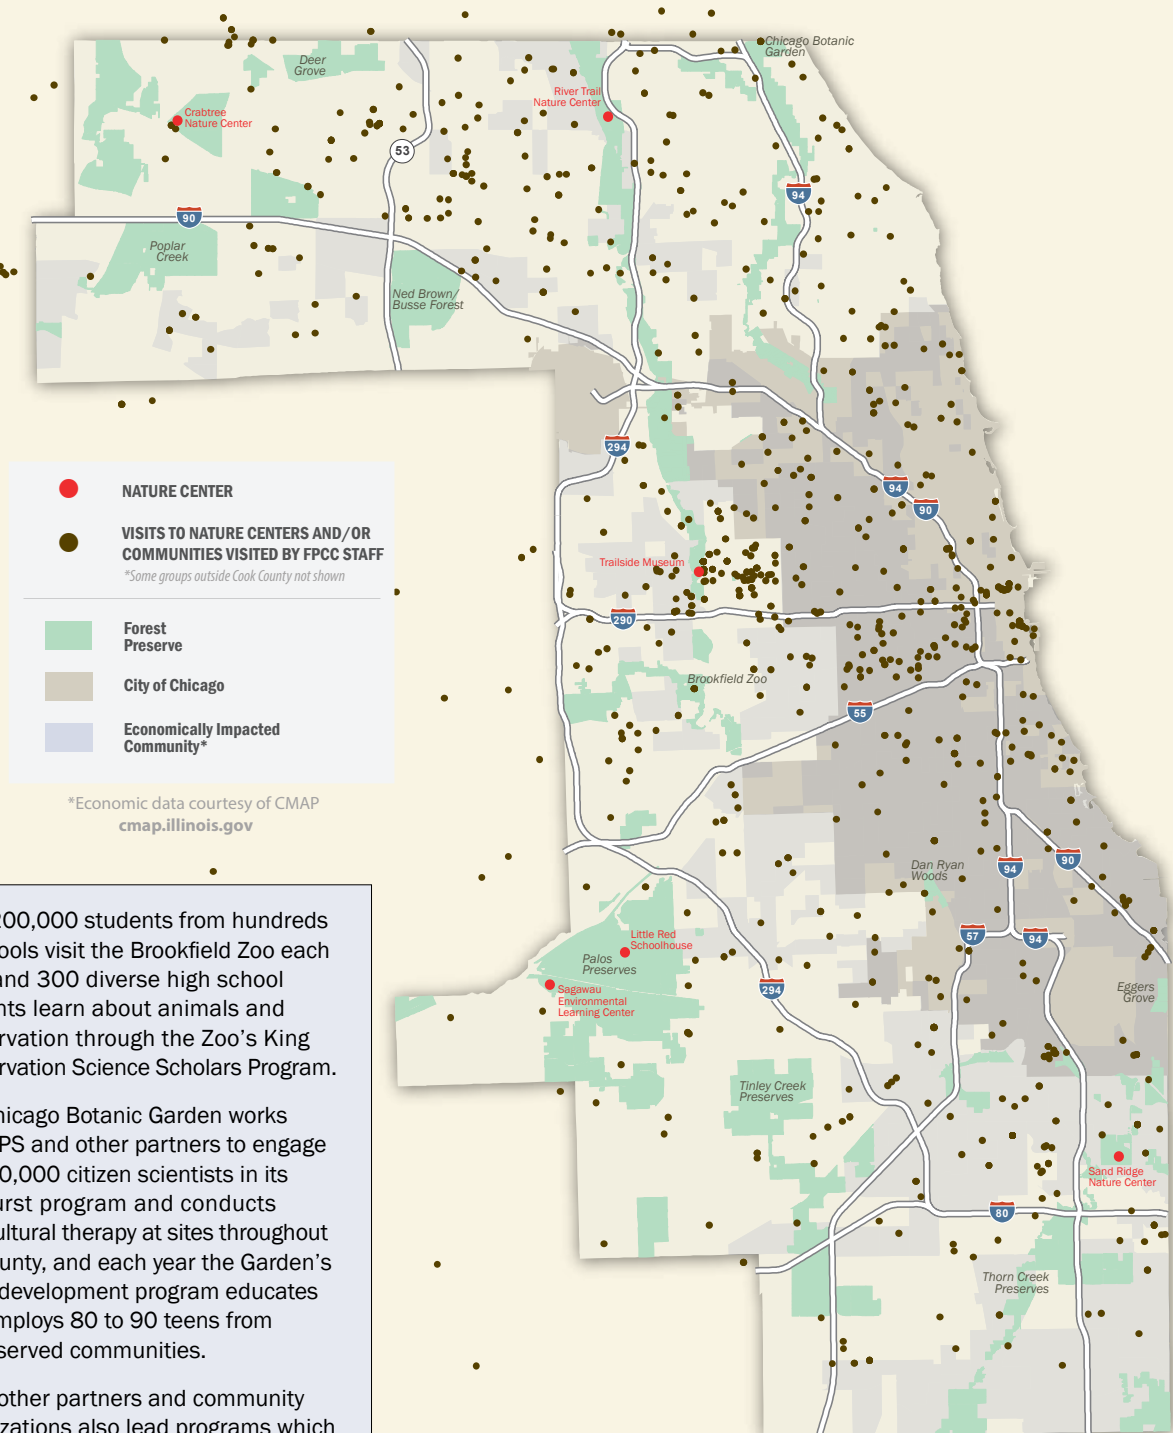 Chicago Botanic
Garden
Deer
Grove
River Trail
Nature Center
Crabtree
Nature Center
53
94
90
Poplar
Creek
Ned Brown/
Busse Forest
294
94
90
NATURE CENTER
VISITS TO NATURE CENTERS AND/OR
COMMUNITIES VISITED BY FPCC STAFF
*Some groups outside Cook County not shown
Forest
Preserve
City of Chicago
Economically Impacted
Community*
*Economic data courtesy of CMAP
cmap.illinois.gov
Trailside Museum
290
Brookfield Zoo
55
Dan Ryan
Woods
94
90
57
94
Little Red
Schoolhouse
Palos
Preserves
Sagawau
Environmental
Learning Center
294
Eggers
Grove
Tinley Creek
Preserves
Sand Ridge
Nature Center
80
Thorn Creek
Preserves
200,000 students from hundreds
ools visit the Brookfield Zoo each
and 300 diverse high school
nts learn about animals and
rvation through the Zoo's King
rvation Science Scholars Program.
hicago Botanic Garden works
PS and other partners to engage
0,000 citizen scientists in its
urst program and conducts
ultural therapy at sites throughout
unty, and each year the Garden's
development program educates
mploys 80 to 90 teens from
served communities.
other partners and community
izations also lead programs which